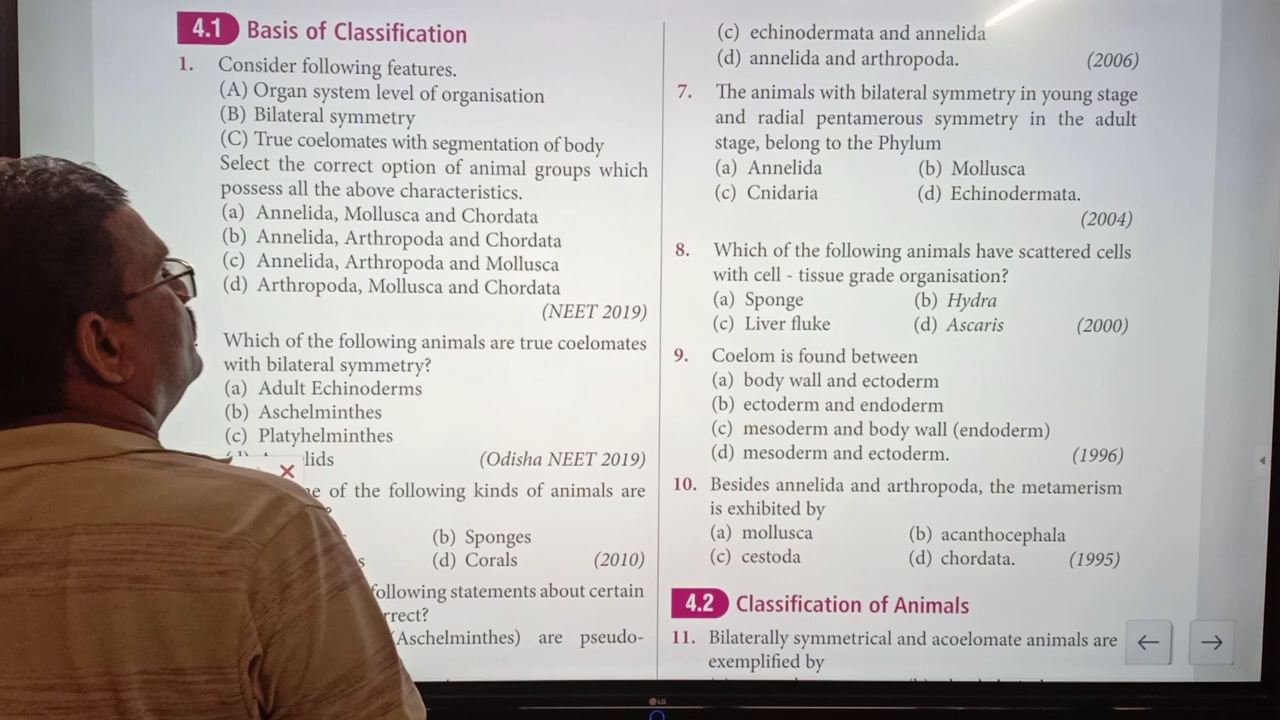 4.1 Basis of Classification
1. Consider following features.
(A) Organ system level of organisation
(B) Bilateral symmetry
(C) True coelomates with segmentation of body
Select the correct option of animal groups which
possess all the above characteristics.
(a) Annelida, Mollusca and Chordata
(b) Annelida, Arthropoda and Chordata
(c) Annelida, Arthropoda and Mollusca
(d) Arthropoda, Mollusca and Chordata
(NEET 2019)
Which of the following animals are true coelomates
with bilateral symmetry?
(a) Adult Echinoderms
(b) Aschelminthes
(c) Platyhelminthes
(Odisha NEET 2019)
of the following kinds of animals are
(b) Sponges
(d) Corals (2010)
following statements about certain
(Aschelminthes) are pseudo-
(c) echinodermata and annelida
(d) annelida and arthropoda. (2006)
7. The animals with bilateral symmetry in young stage
and radial pentamerous symmetry in the adult
stage, belong to the Phylum
(a) Annelida (b) Mollusca
(c) Cnidaria (d) Echinodermata.
(2004)
8. Which of the following animals have scattered cells
with cell - tissue grade organisation?
(a) Sponge (b) Hydra
(c) Liver fluke (d) Ascaris (2000)
9. Coelom is found between
(a) body wall and ectoderm
(b) ectoderm and endoderm
(c) mesoderm and body wall (endoderm)
(d) mesoderm and ectoderm. (1996)
10. Besides annelida and arthropoda, the metamerism
is exhibited by
(a) mollusca (b) acanthocephala
(c) cestoda (d) chordata. (1995)
4.2 Classification of Animals
11. Bilaterally symmetrical and acoelomate animals are
exemplified by
LG